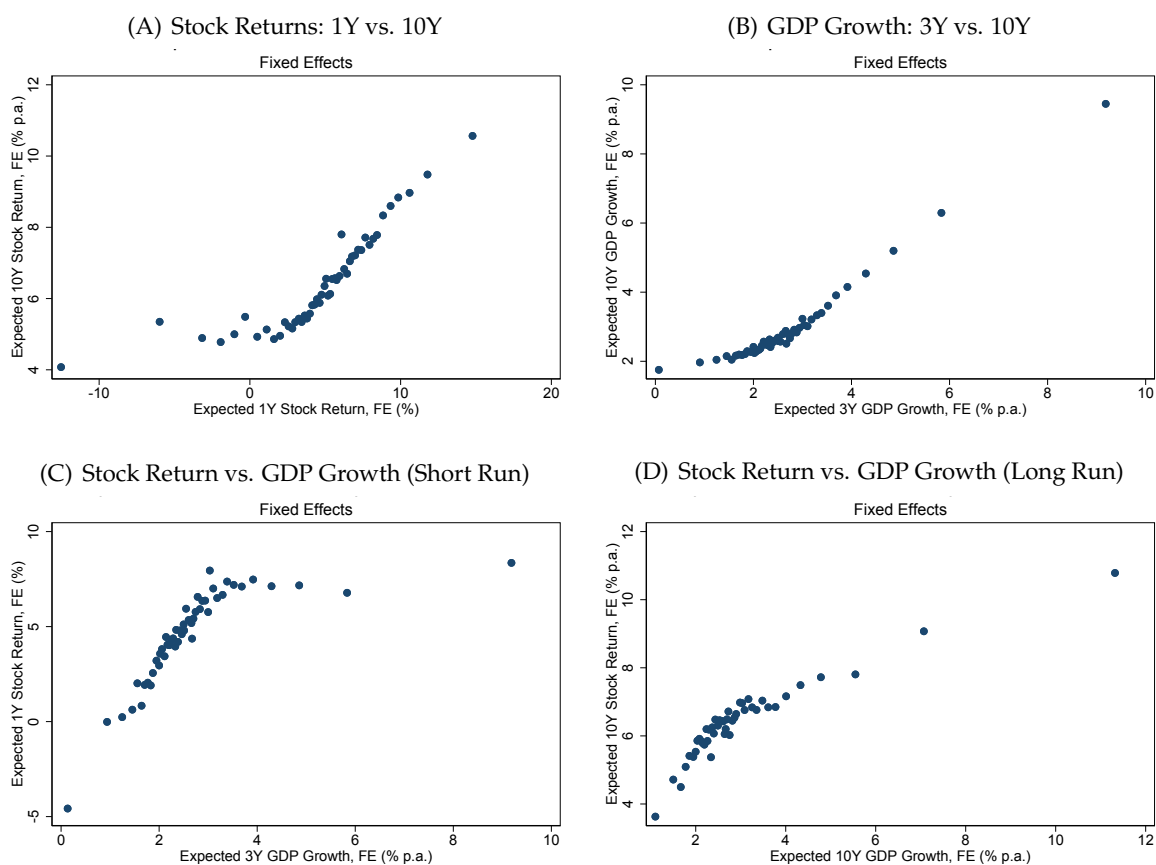 (A) Stock Returns: 1Y vs. 10Y
Fixed Effects
Expected 10Y Stock Return, FE (% p.a.)
12
10
8
6
4
-10 0 10 20
Expected 1Y Stock Return, FE (%)
(B) GDP Growth: 3Y vs. 10Y
Fixed Effects
Expected 10Y GDP Growth, FE (% p.a.)
10
8
6
4
2
0 2 4 6 8 10
Expected 3Y GDP Growth, FE (% p.a.)
(C) Stock Return vs. GDP Growth (Short Run)
Fixed Effects
Expected 1Y Stock Return, FE (%)
10
5
0
-5
0 2 4 6 8 10
Expected 3Y GDP Growth, FE (% p.a.)
(D) Stock Return vs. GDP Growth (Long Run)
Fixed Effects
Expected 10Y Stock Return, FE (% p.a.)
12
10
8
6
4
2 4 6 8 10 12
Expected 10Y GDP Growth, FE (% p.a.)